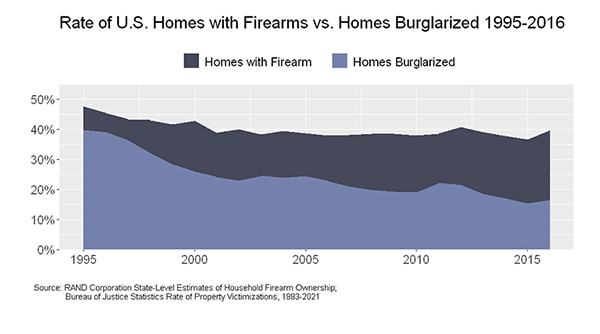 Rate of U.S. Homes with Firearms vs. Homes Burglarized 1995-2016
Homes with Firearm Homes Burglarized
50%
40%
30%
20%
10%
0%
1995 2000 2005 2010 2015
Source: RAND Corporation State-Level Estimates of Household Firearm Ownership;
Bureau of Justice Statistics Rate of Property Victimizations, 1993-2021